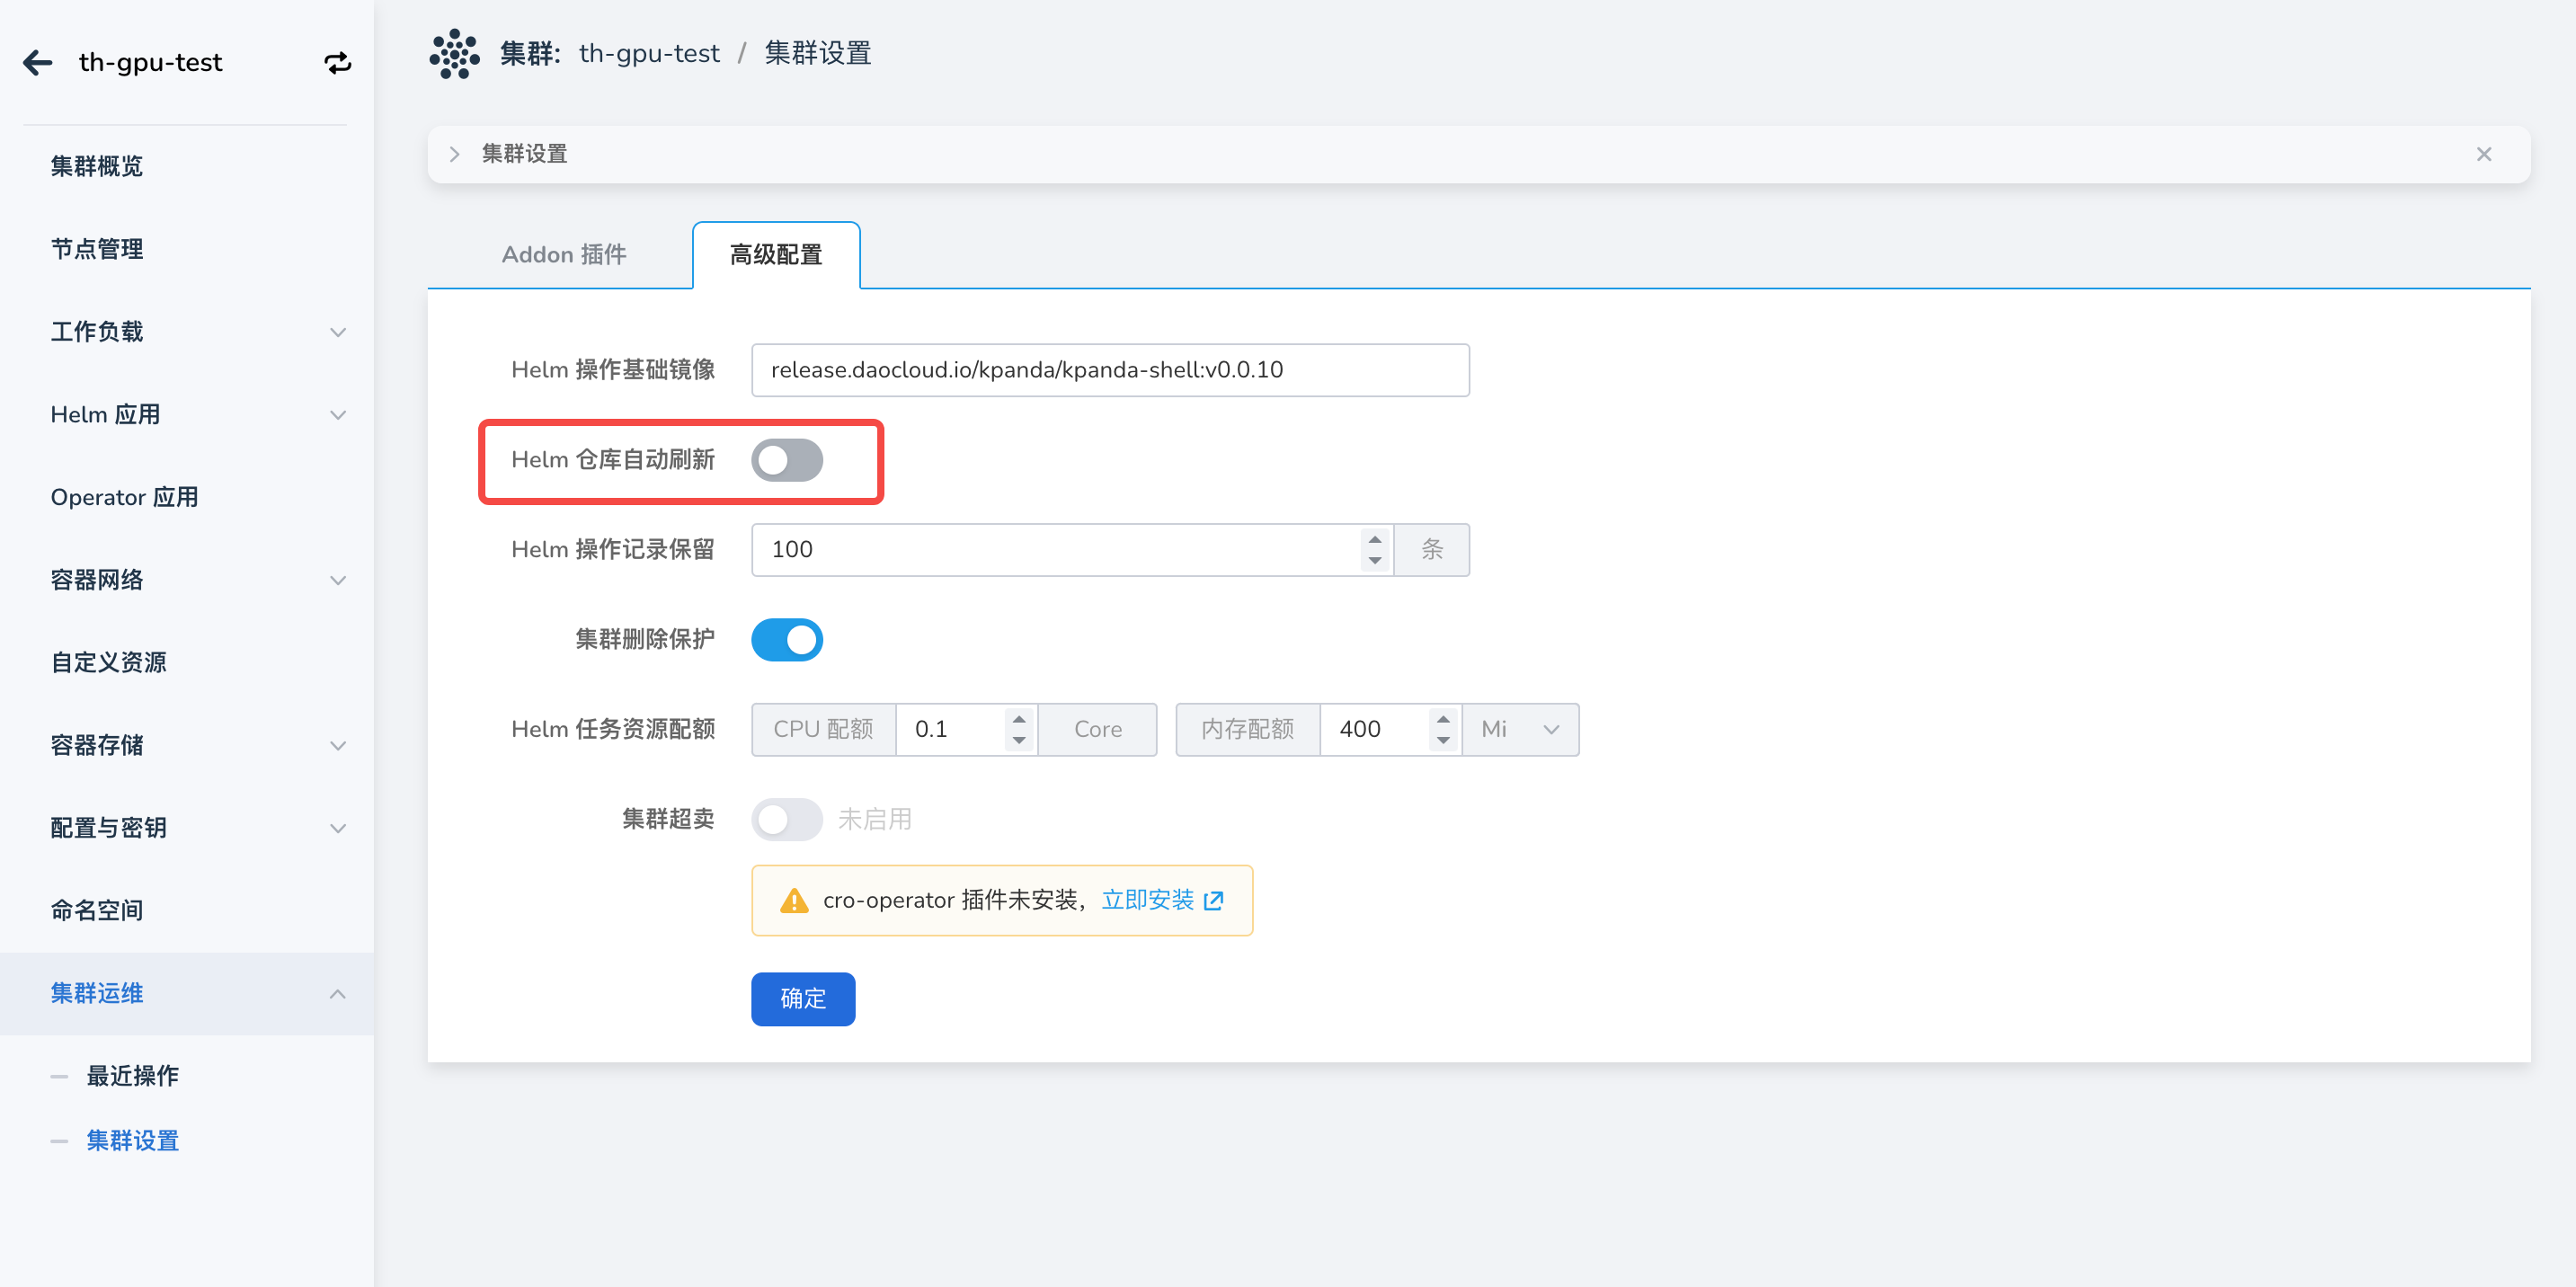 th-gpu-test
集群概览
节点管理
工作负载
Helm 应用
Operator 应用
容器网络
自定义资源
容器存储
配置与密钥
命名空间
集群运维
最近操作
集群设置
集群: th-gpu-test / 集群设置
集群设置
Addon 插件 高级配置
Helm 操作基础镜像 release.daocloud.io/kpanda/kpanda-shell:v0.0.10
Helm 仓库自动刷新
Helm 操作记录保留 100 条
集群删除保护
Helm 任务资源配额 CPU 配额 0.1 Core 内存配额 400 Mi
集群超卖 未启用
cro-operator 插件未安装， 立即安装
确定